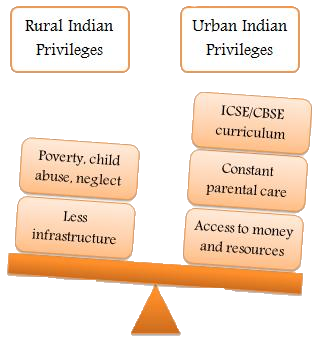 Rural Indian
Privileges
Urban Indian
Privileges
ICSE/CBSE
curriculum
Poverty, child
abuse, neglect
Constant
parental care
Less
infrastructure
Access to money
and resources